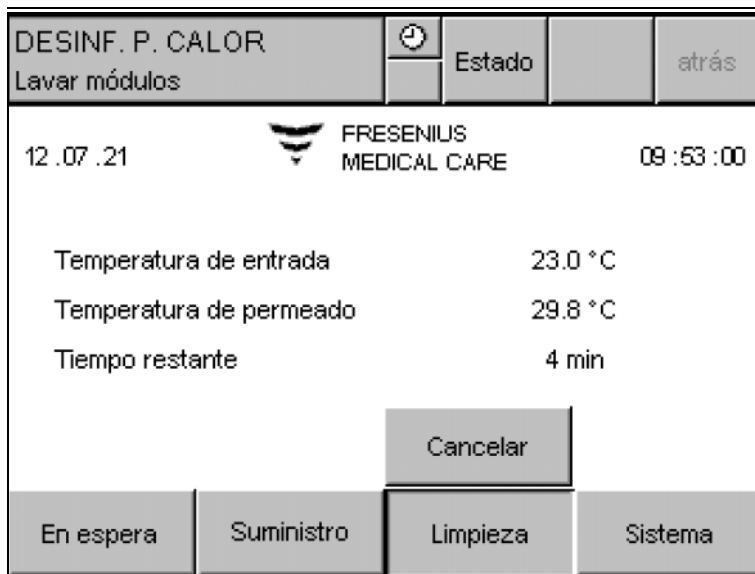 DESINF. P. CALOR
Lavar módulos
Estado
atrás
12 .07 .21
FRESENIUS
MEDICAL CARE
09 :53 :00
Temperatura de entrada 23.0 °C
Temperatura de permeado 29.8 °C
Tiempo restante 4 min
Cancelar
En espera Suministro Limpieza Sistema